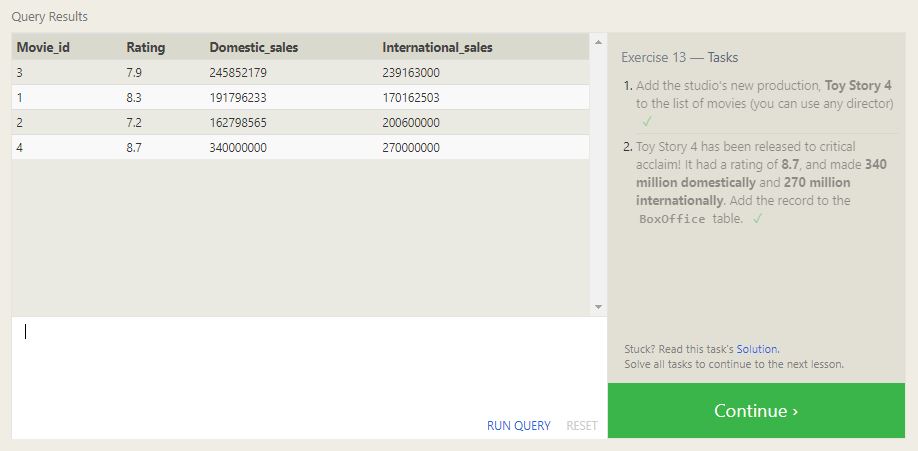 Query Results
Movie_id Rating Domestic_sales International_sales
3 7.9 245852179 239163000
1 8.3 191796233 170162503
2 7.2 162798565 200600000
4 8.7 340000000 270000000
RUN QUERY RESET
Exercise 13 — Tasks
1. Add the studio's new production, Toy Story 4
to the list of movies (you can use any director)
✓
2. Toy Story 4 has been released to critical
acclaim! It had a rating of 8.7, and made 340
million domestically and 270 million
internationally. Add the record to the
BoxOffice table. ✓
Stuck? Read this task's Solution.
Solve all tasks to continue to the next lesson.
Continue ›